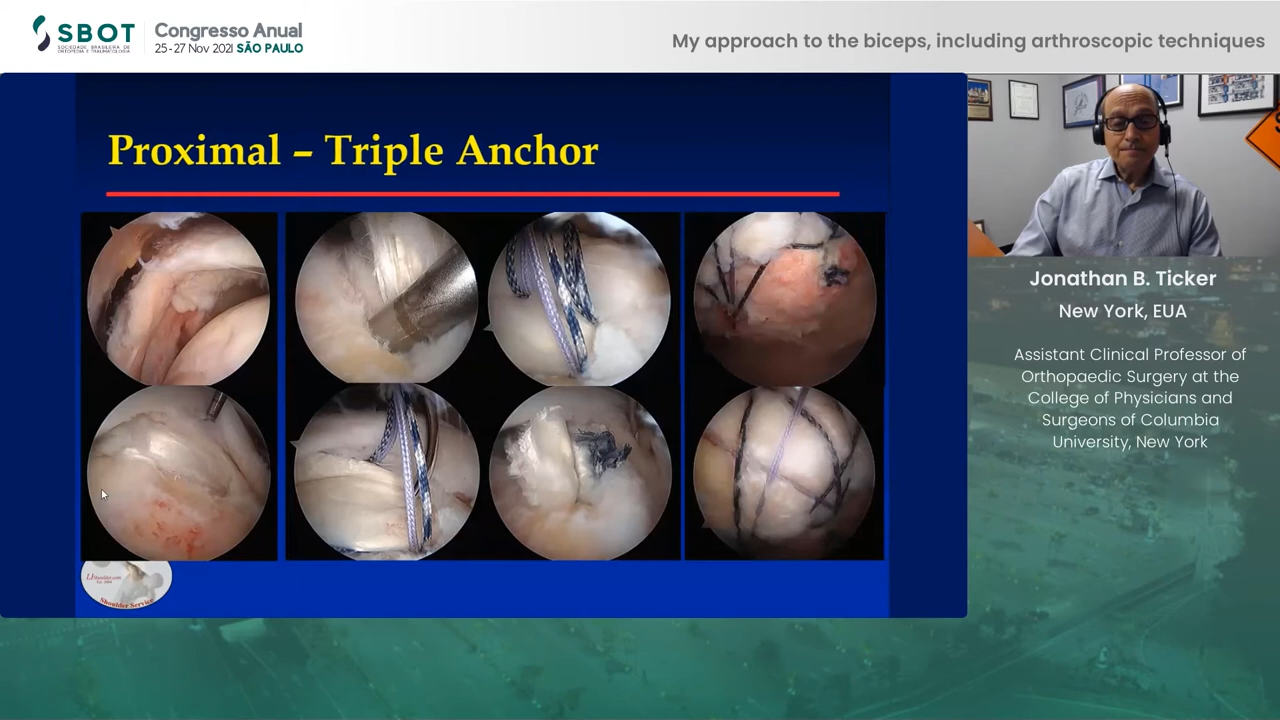 SBOT
SOCIEDADE BRASILEIRA DE
ORTOPEDIA E TRAUMATOLOGIA
Congresso Anual
25-27 Nov 2021 SÃO PAULO
My approach to the biceps, including arthroscopic techniques
Proximal – Triple Anchor
Shoulder Service
Jonathan B. Ticker
New York, EUA
Assistant Clinical Professor of
Orthopaedic Surgery at the
College of Physicians and
Surgeons of Columbia
University, New York